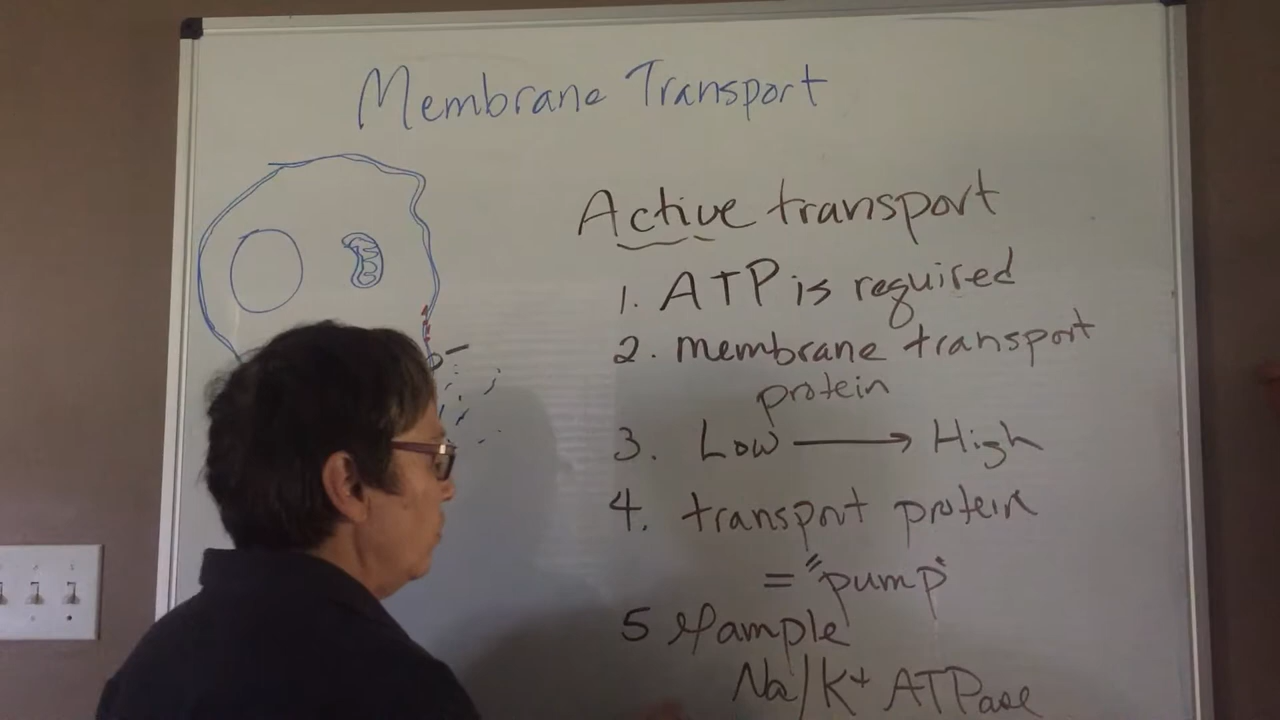 Membrane Transport
Active transport
1. ATP is required
2. membrane transport
protein
3. Low → High
4. transport protein
= "pump"
5 Example
Na/K+ ATPase